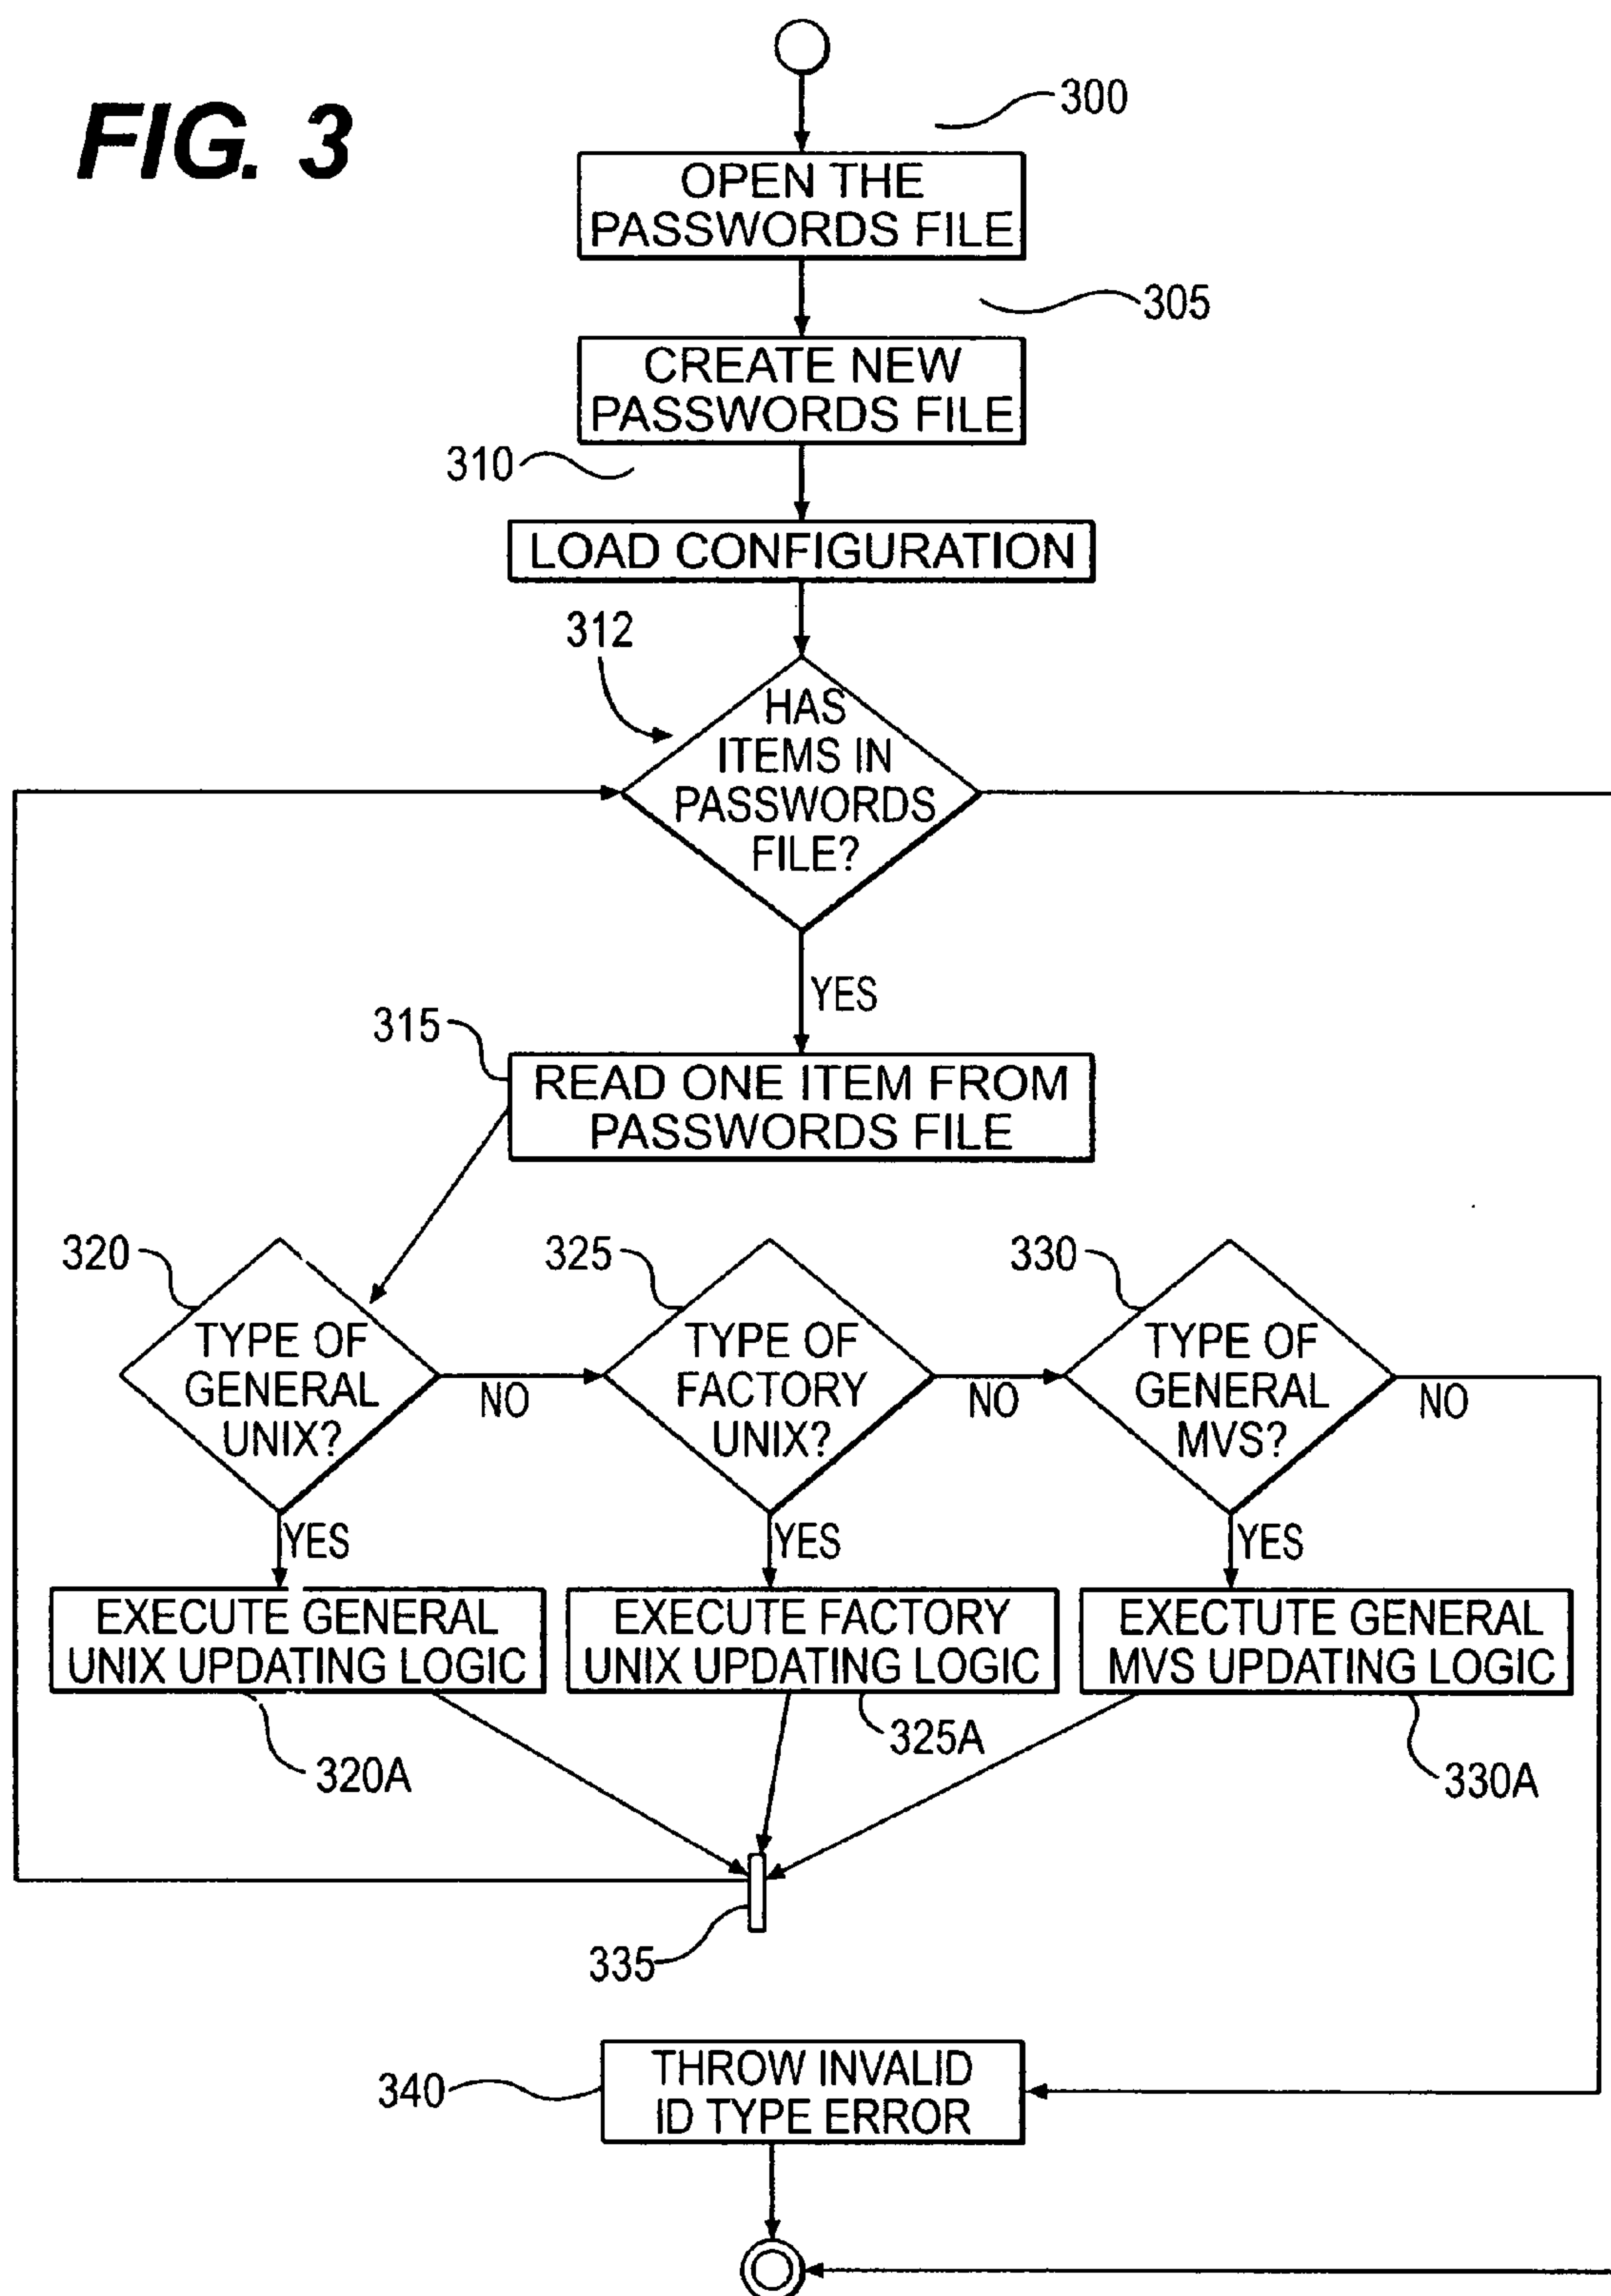 FIG. 3
300
OPEN THE
PASSWORDS FILE
305
CREATE NEW
PASSWORDS FILE
310
LOAD CONFIGURATION
312
HAS
ITEMS IN
PASSWORDS
FILE?
YES
315
READ ONE ITEM FROM
PASSWORDS FILE
320
TYPE OF
GENERAL
UNIX?
NO
325
TYPE OF
FACTORY
UNIX?
NO
330
TYPE OF
GENERAL
MVS?
NO
YES
YES
YES
EXECUTE GENERAL
UNIX UPDATING LOGIC
EXECUTE FACTORY
UNIX UPDATING LOGIC
EXECTUTE GENERAL
MVS UPDATING LOGIC
320A
325A
330A
335
340
THROW INVALID
ID TYPE ERROR